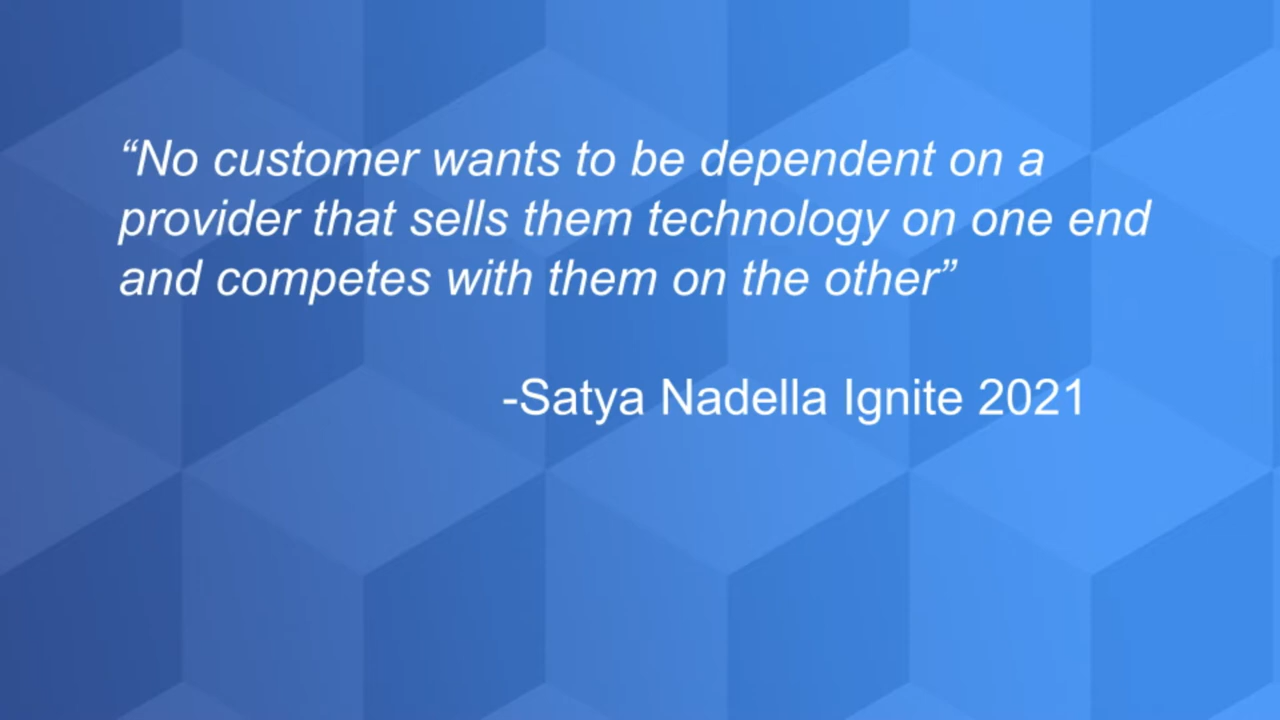 “No customer wants to be dependent on a
provider that sells them technology on one end
and competes with them on the other”
-Satya Nadella Ignite 2021